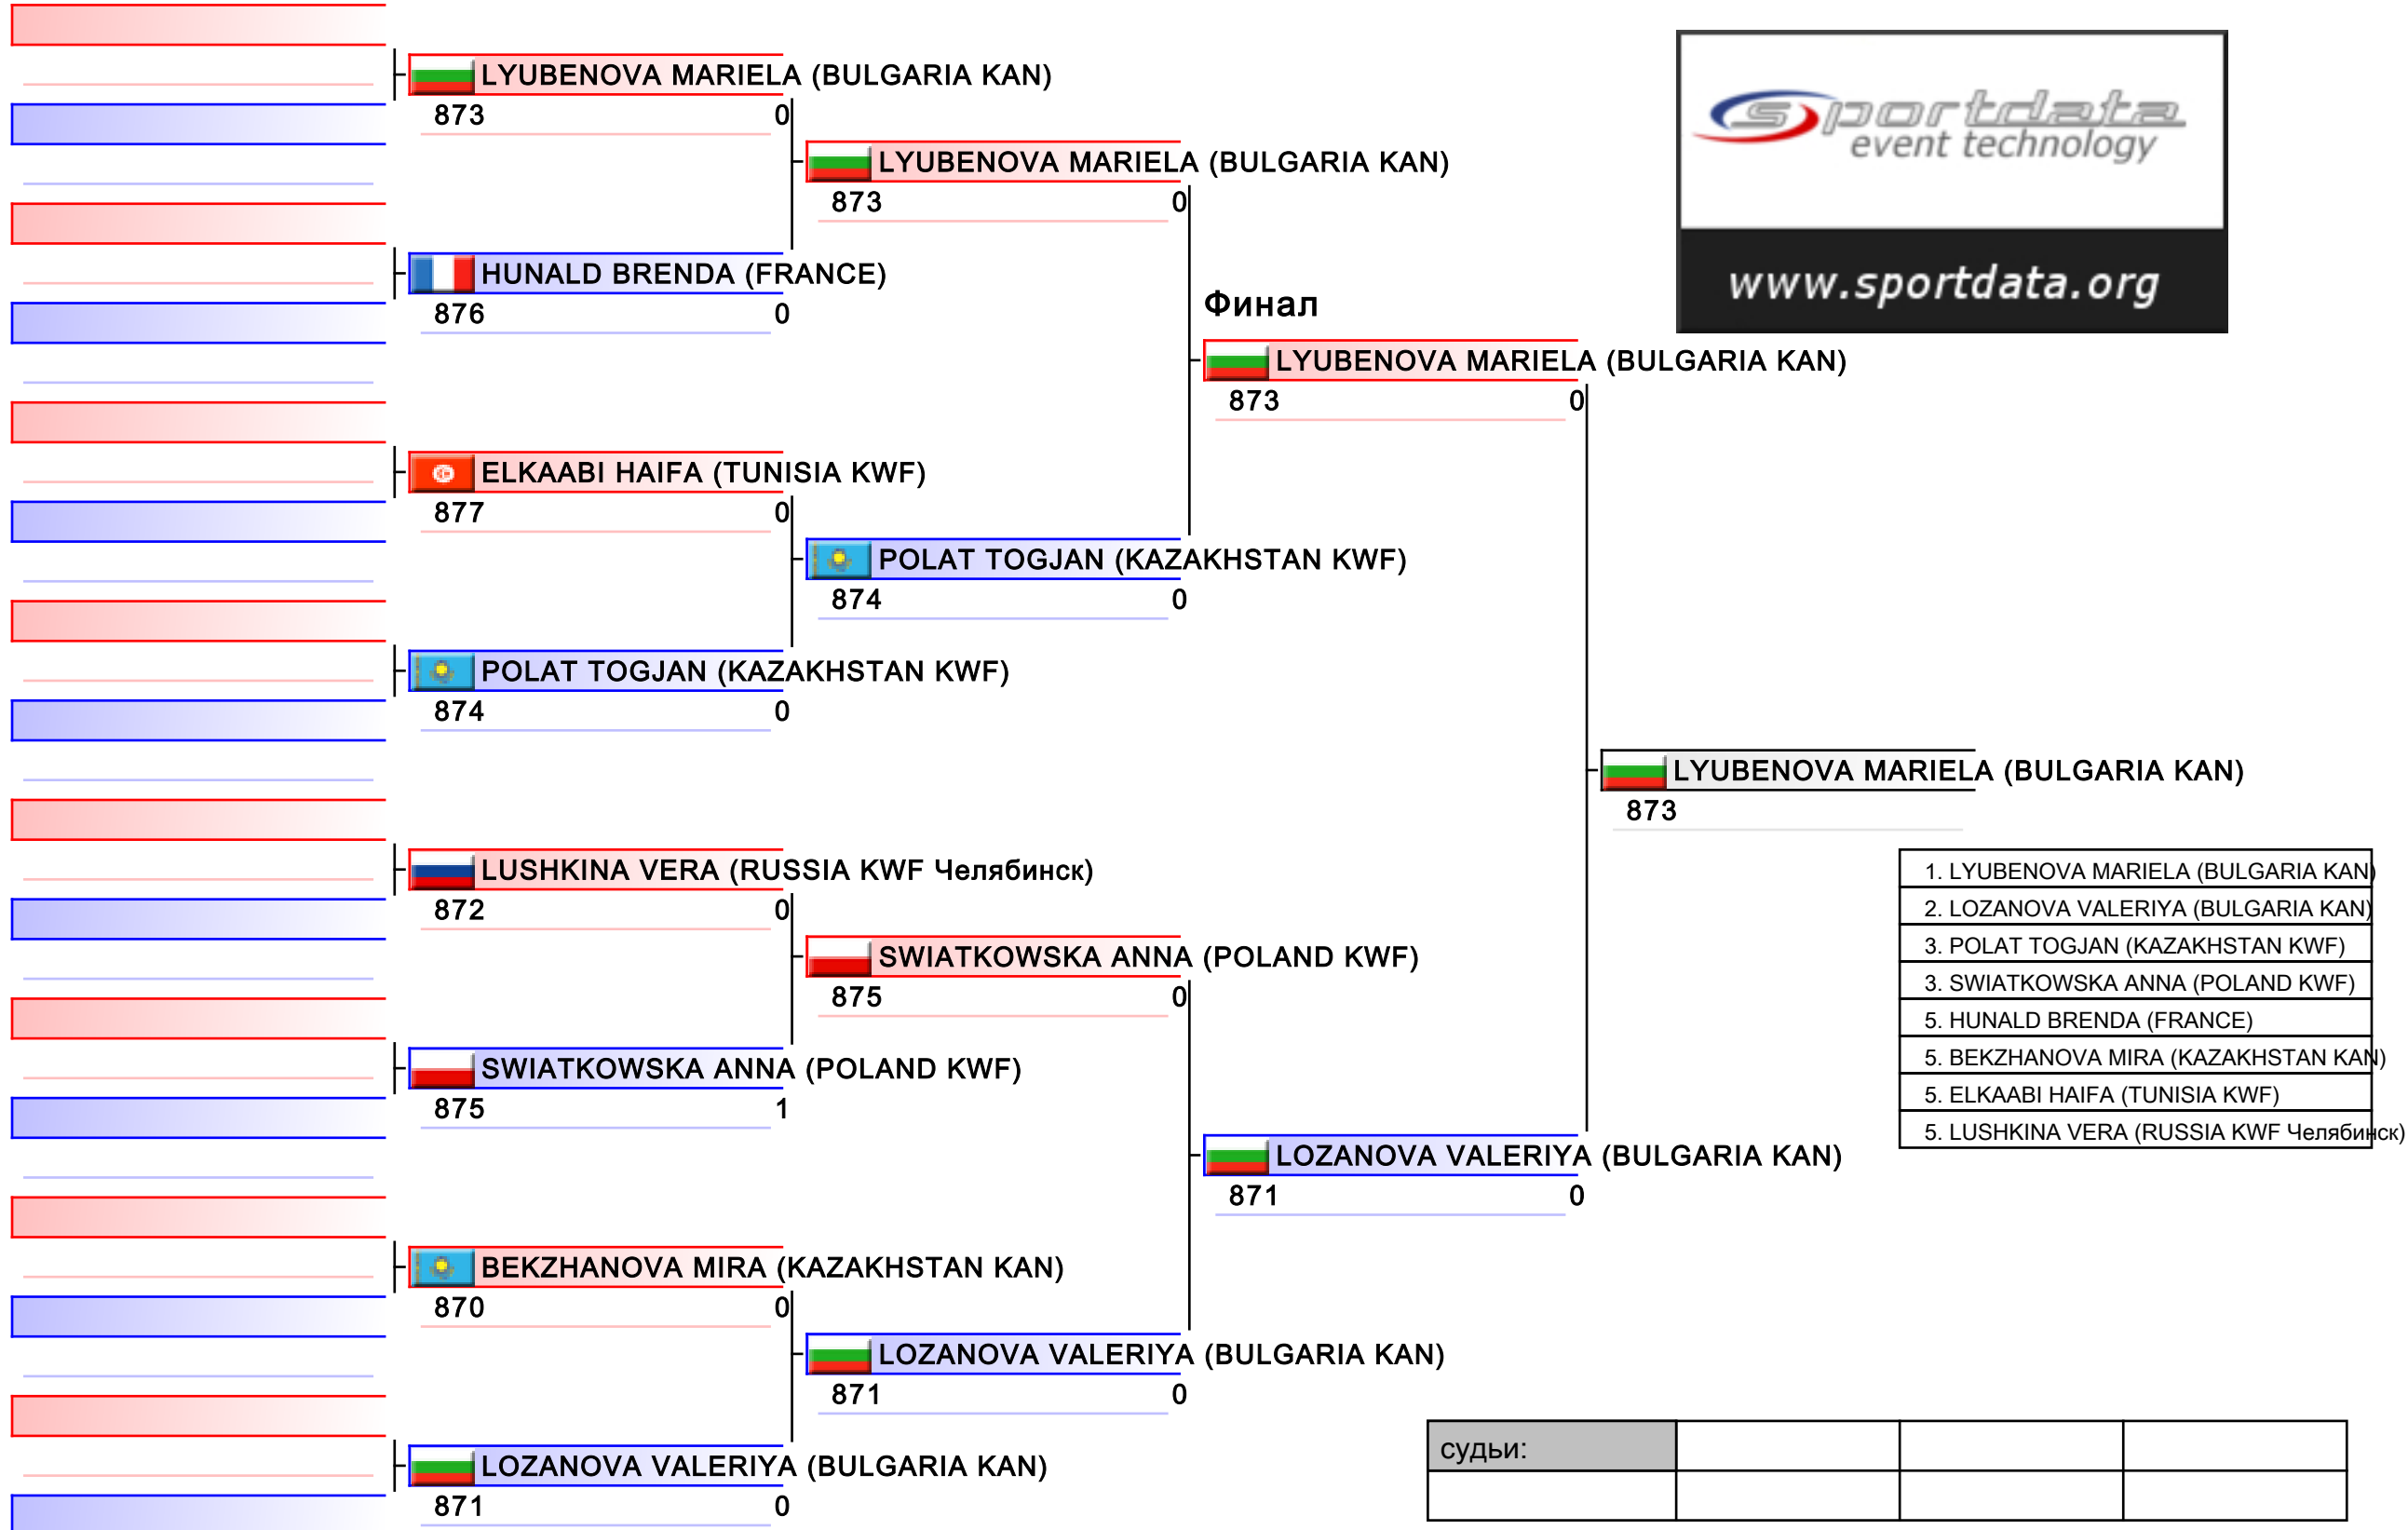 LYUBENOVA MARIELA (BULGARIA KAN)
873 0
LYUBENOVA MARIELA (BULGARIA KAN)
873 0
HUNALD BRENDA (FRANCE)
876 0
sportdata
event technology
www.sportdata.org
Финал
LYUBENOVA MARIELA (BULGARIA KAN)
873 0
ELKAABI HAIFA (TUNISIA KWF)
877 0
POLAT TOGJAN (KAZAKHSTAN KWF)
874 0
POLAT TOGJAN (KAZAKHSTAN KWF)
874 0
LYUBENOVA MARIELA (BULGARIA KAN)
873
LUSHKINA VERA (RUSSIA KWF Челябинск)
872 0
SWIATKOWSKA ANNA (POLAND KWF)
875 0
SWIATKOWSKA ANNA (POLAND KWF)
875 1
LOZANOVA VALERIYA (BULGARIA KAN)
871 0
BEKZHANOVA MIRA (KAZAKHSTAN KAN)
870 0
LOZANOVA VALERIYA (BULGARIA KAN)
871 0
LOZANOVA VALERIYA (BULGARIA KAN)
871 0
1. LYUBENOVA MARIELA (BULGARIA KAN)
2. LOZANOVA VALERIYA (BULGARIA KAN)
3. POLAT TOGJAN (KAZAKHSTAN KWF)
3. SWIATKOWSKA ANNA (POLAND KWF)
5. HUNALD BRENDA (FRANCE)
5. BEKZHANOVA MIRA (KAZAKHSTAN KAN)
5. ELKAABI HAIFA (TUNISIA KWF)
5. LUSHKINA VERA (RUSSIA KWF Челябинск)
судьи: